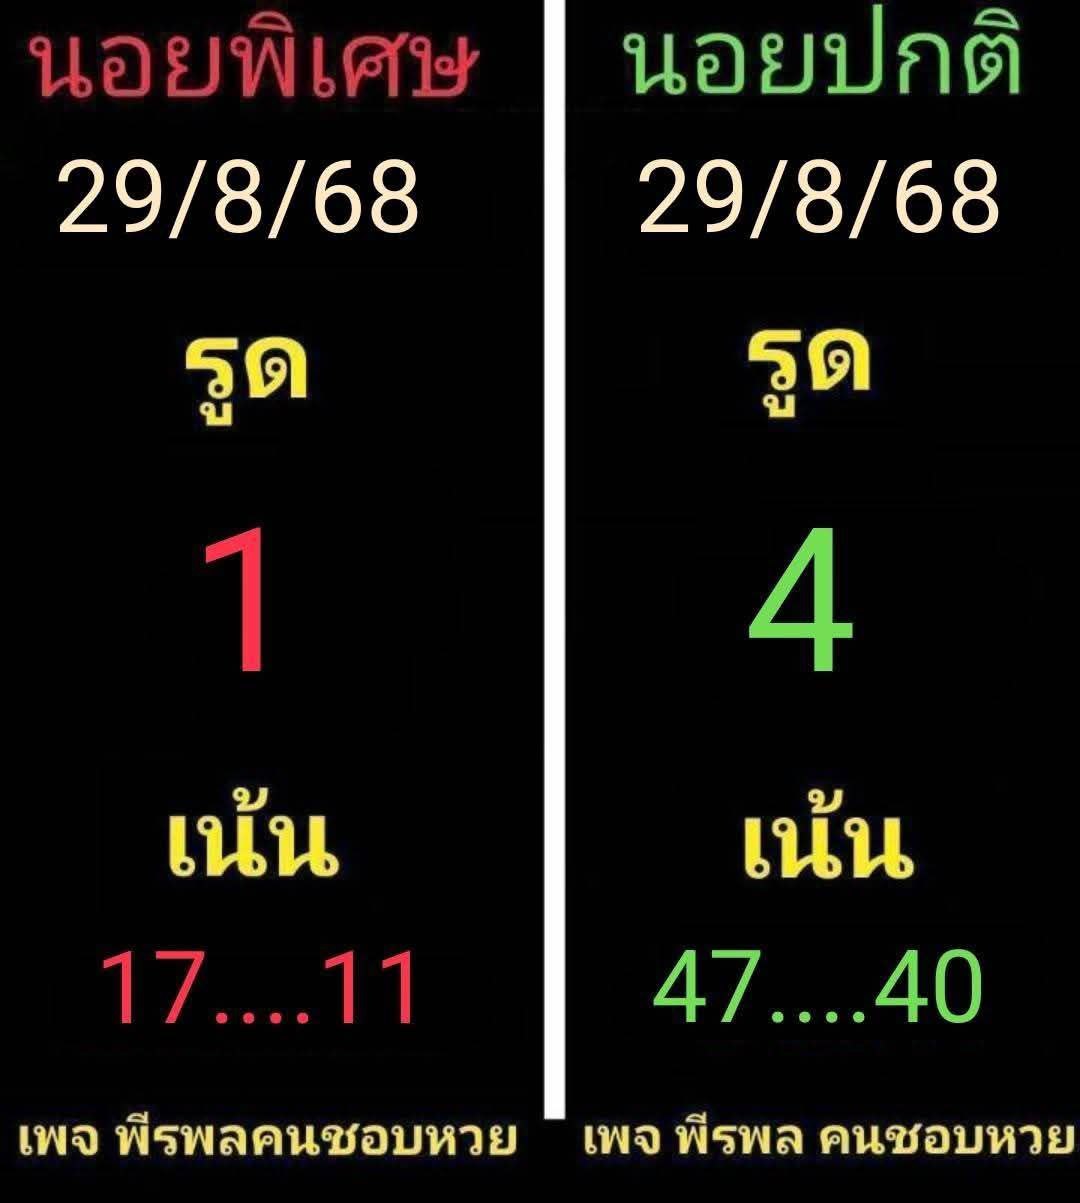 นอยพิเศษ
29/8/68
รูด
1
เน้น
17....11
เพจ พีรพลคนชอบหวย
นอยปกติ
29/8/68
รูด
4
เน้น
47....40
เพจ พีรพล คนชอบหวย